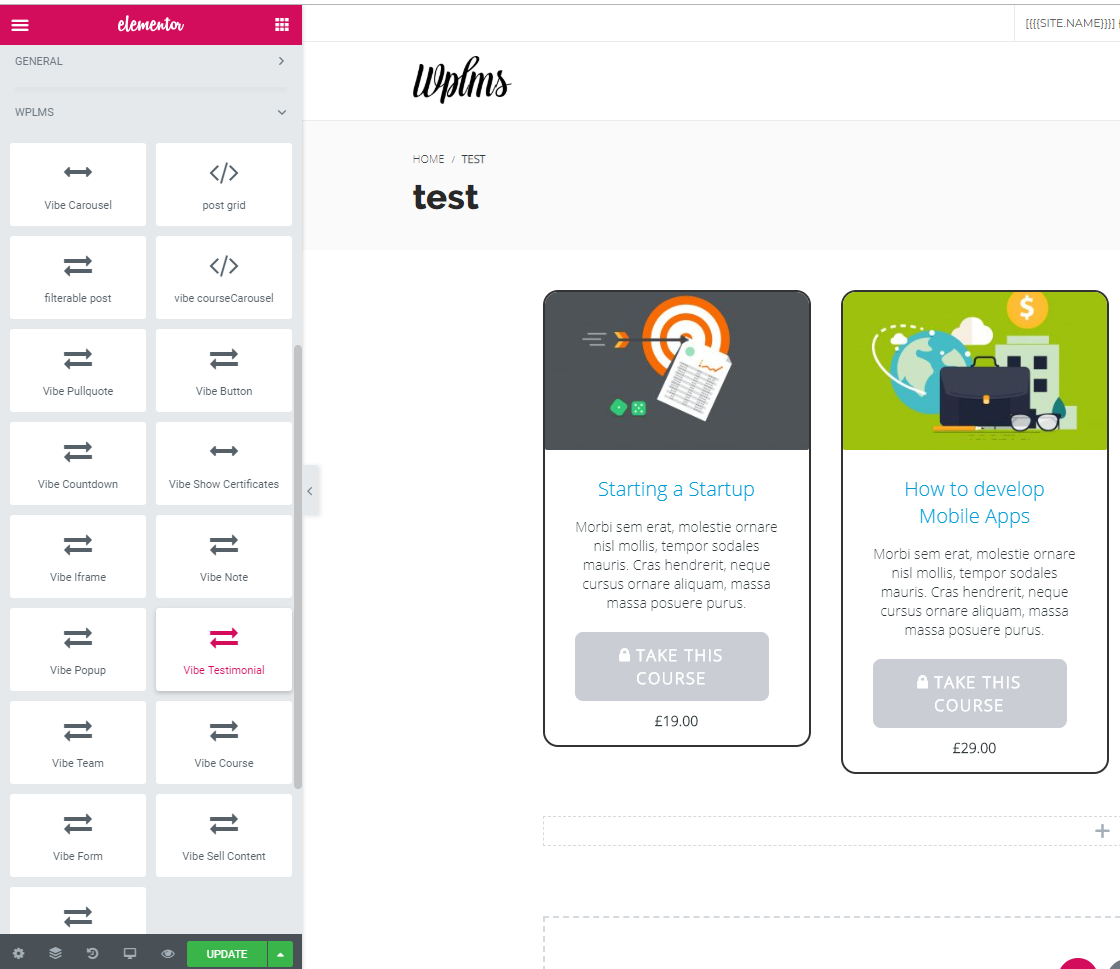 elementor
GENERAL
WPLMS
Vibe Carousel
post grid
filterable post
vibe courseCarousel
Vibe Pullquote
Vibe Button
Vibe Countdown
Vibe Show Certificates
Vibe Iframe
Vibe Note
Vibe Popup
Vibe Testimonial
Vibe Team
Vibe Course
Vibe Form
Vibe Sell Content
UPDATE
[{{{SITE.NAME}}}]
Wplms
HOME / TEST
test
$
Starting a Startup
Morbi sem erat, molestie ornare
nisl mollis, tempor sodales
mauris. Cras hendrerit, neque
cursus ornare aliquam, massa
massa posuere purus.
TAKE THIS
COURSE
£19.00
How to develop
Mobile Apps
Morbi sem erat, molestie ornare
nisl mollis, tempor sodales
mauris. Cras hendrerit, neque
cursus ornare aliquam, massa
massa posuere purus.
TAKE THIS
COURSE
£29.00